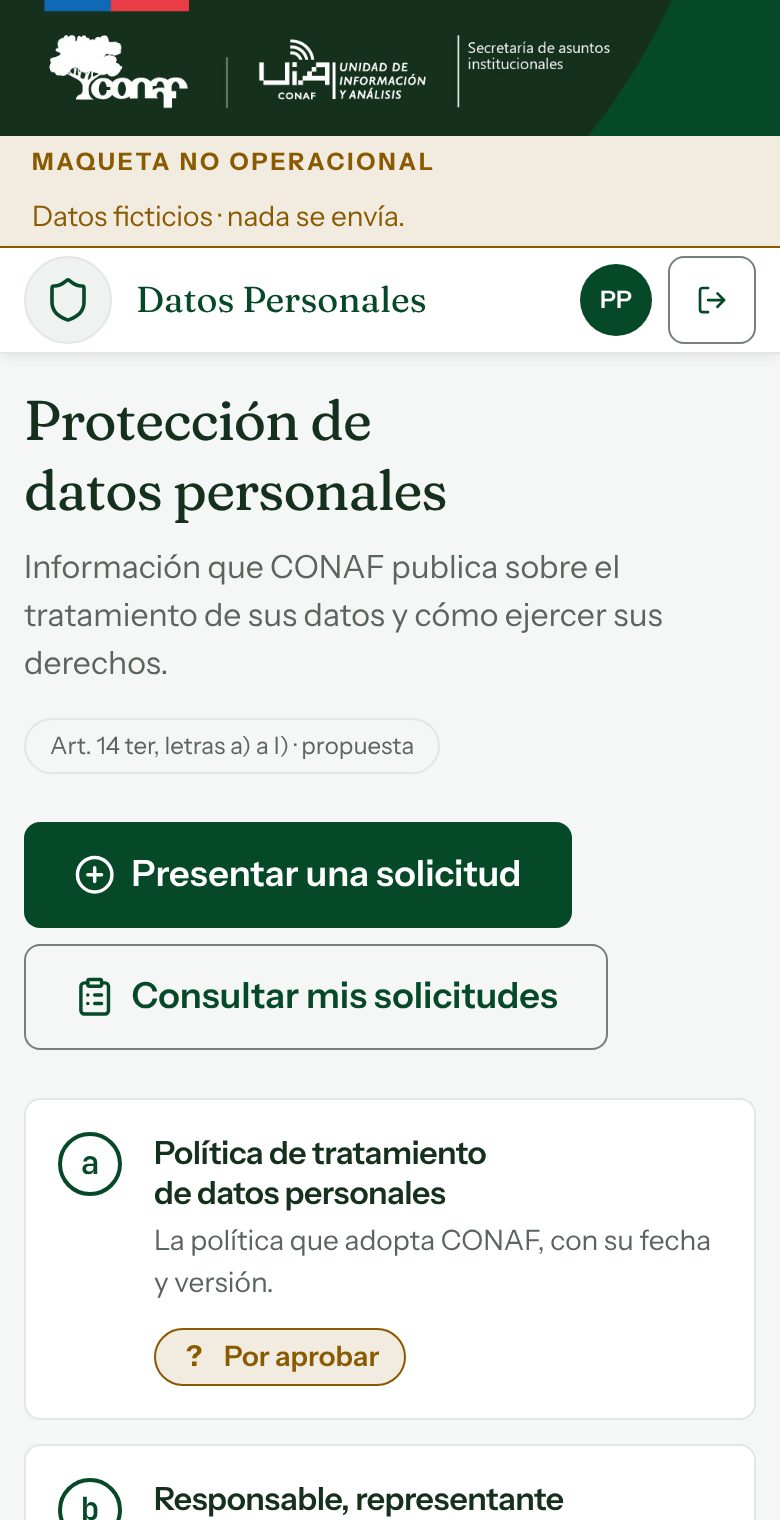 conaf
UiA
CONAF
UNIDAD DE
INFORMACIÓN
Y ANÁLISIS
Secretaría de asuntos
institucionales
MAQUETA NO OPERACIONAL
Datos ficticios · nada se envía.
Datos Personales
PP
Protección de
datos personales
Información que CONAF publica sobre el
tratamiento de sus datos y cómo ejercer sus
derechos.
Art. 14 ter, letras a) a l) · propuesta
Presentar una solicitud
Consultar mis solicitudes
a
Política de tratamiento
de datos personales
La política que adopta CONAF, con su fecha
y versión.
? Por aprobar
b
Responsable, representante